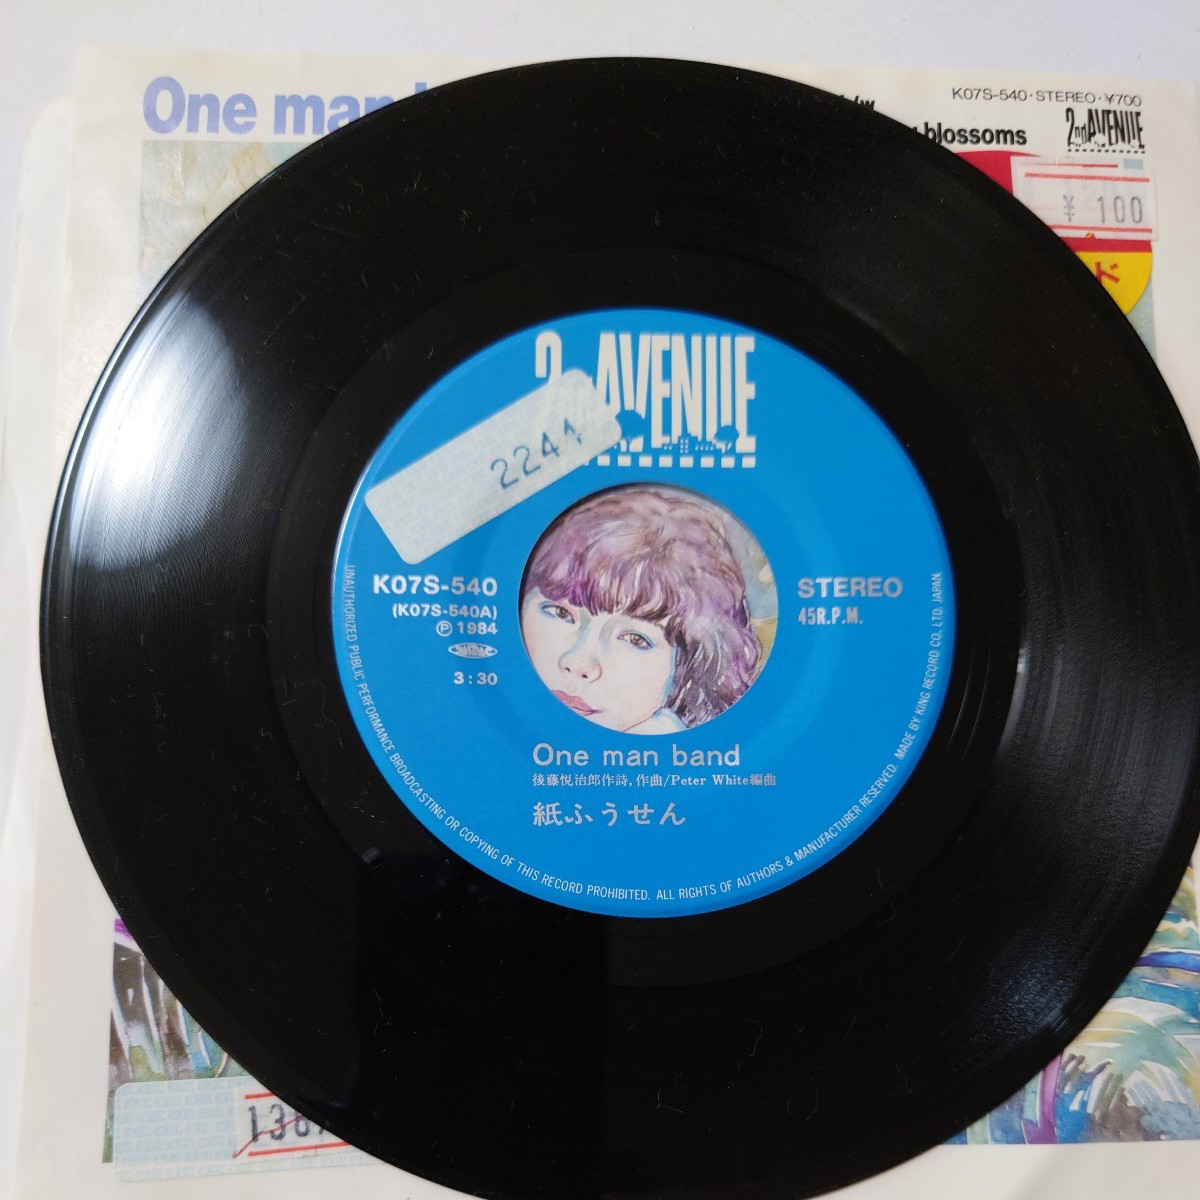 One man
K07S-540・STEREO・¥700
blossoms
2nd AVENUE
¥ 100
ド
AVENUE
224
K07S-540
(K07S-540A)
Ⓟ1984
3:30
STEREO
45R.P.M.
One man band
後藤悦治郎作詩,作曲/Peter White編曲
紙ふうせん
UNAUTHORIZED PUBLIC PERFORMANCE BROADCASTING OR COPYING OF THIS RECORD PROHIBITED. ALL RIGHTS OF AUTHORS & MANUFACTURER RESERVED. MADE BY KING RECORD CO., LTD. JAPAN